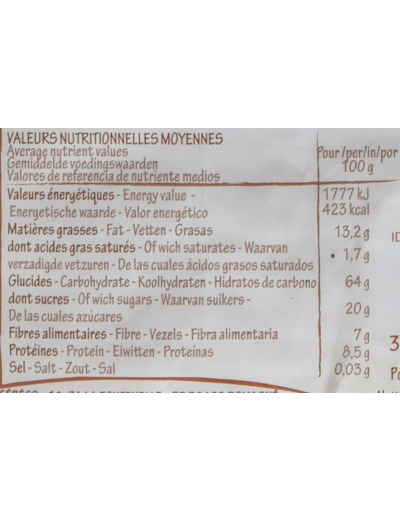 VALEURS NUTRITIONNELLES MOYENNES
Average nutrient values
Gemiddelde voedingswaarden
Valores de referencia de nutriente medios
Pour/per/in/por
100 g
Valeurs énergétiques - Energy value -
Energetische waarde - Valor energético
1777 kJ
423 kcal
Matières grasses - Fat - Vetten - Grasas
13,2 g
dont acides gras saturés - Of wich saturates - Waarvan
verzadigde vetzuren - De las cuales ácidos grasos saturados
1,7 g
Glucides - Carbohydrate - Koolhydraten - Hidratos de carbono
64 g
dont sucres - Of wich sugars - Waarvan suikers -
De las cuales azúcares
20 g
Fibres alimentaires - Fibre - Vezels - Fibra alimentaria
7 g
Protéines - Protein - Eiwitten - Proteínas
8,5 g
Sel - Salt - Zout - Sal
0,03 g